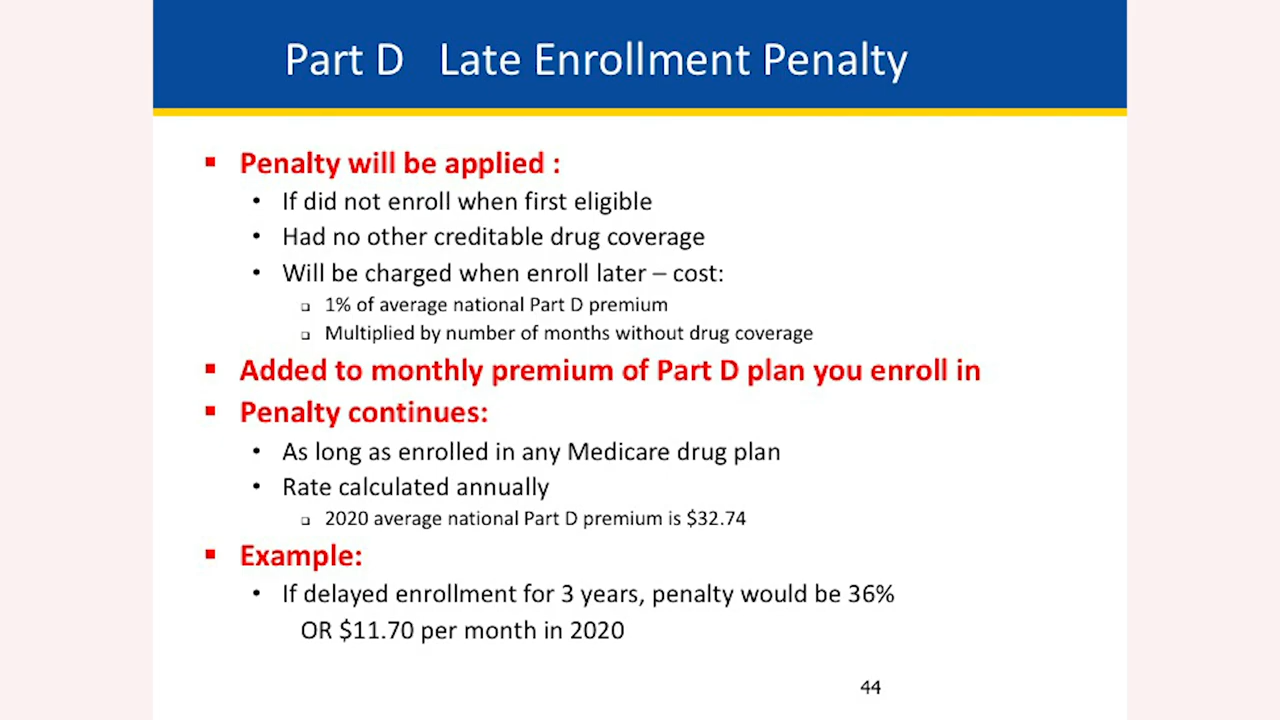 Part D Late Enrollment Penalty
▪ Penalty will be applied :
• If did not enroll when first eligible
• Had no other creditable drug coverage
• Will be charged when enroll later – cost:
❑ 1% of average national Part D premium
❑ Multiplied by number of months without drug coverage
▪ Added to monthly premium of Part D plan you enroll in
▪ Penalty continues:
• As long as enrolled in any Medicare drug plan
• Rate calculated annually
❑ 2020 average national Part D premium is $32.74
▪ Example:
• If delayed enrollment for 3 years, penalty would be 36%
OR $11.70 per month in 2020
44